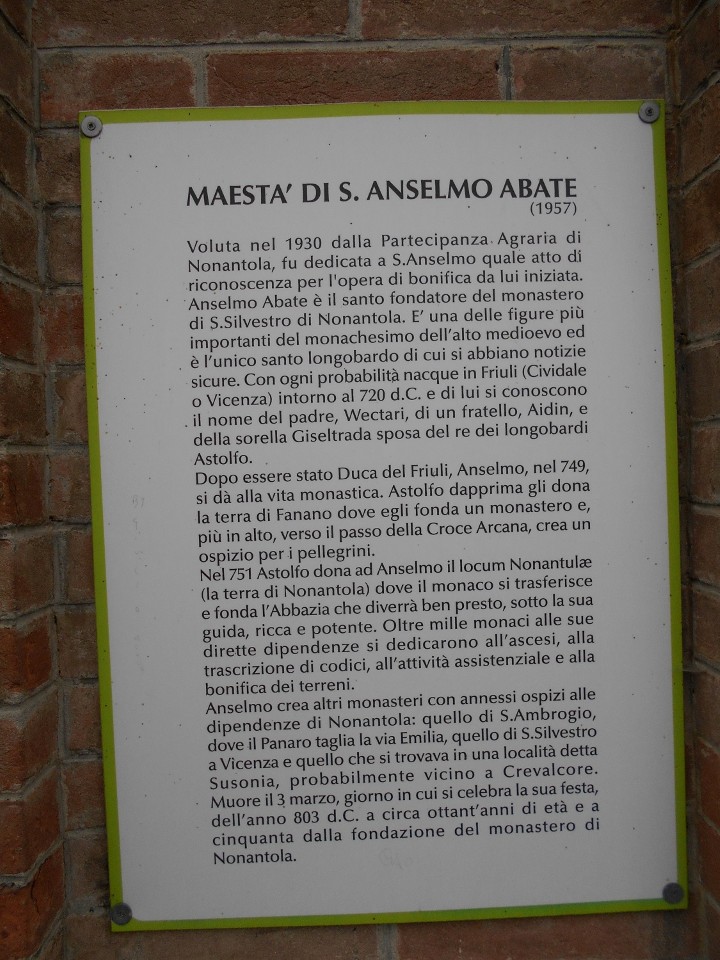 MAESTA' DI S. ANSELMO ABATE
(1957)
Voluta nel 1930 dalla Partecipanza Agraria di
Nonantola, fu dedicata a S.Anselmo quale atto di
riconoscenza per l'opera di bonifica da lui iniziata.
Anselmo Abate è il santo fondatore del monastero
di S.Silvestro di Nonantola. E' una delle figure più
importanti del monachesimo dell'alto medioevo ed
è l'unico santo longobardo di cui si abbiano notizie
sicure. Con ogni probabilità nacque in Friuli (Cividale
o Vicenza) intorno al 720 d.C. e di lui si conoscono
il nome del padre, Wectari, di un fratello, Aidin, e
della sorella Giseltrada sposa del re dei longobardi
Astolfo.
Dopo essere stato Duca del Friuli, Anselmo, nel 749,
si dà alla vita monastica. Astolfo dapprima gli dona
la terra di Fanano dove egli fonda un monastero e,
più in alto, verso il passo della Croce Arcana, crea un
ospizio per i pellegrini.
Nel 751 Astolfo dona ad Anselmo il locum Nonantulæ
(la terra di Nonantola) dove il monaco si trasferisce
e fonda l'Abbazia che diverrà ben presto, sotto la sua
guida, ricca e potente. Oltre mille monaci alle sue
dirette dipendenze si dedicarono all'ascesi, alla
trascrizione di codici, all'attività assistenziale e alla
bonifica dei terreni.
Anselmo crea altri monasteri con annessi ospizi alle
dipendenze di Nonantola: quello di S.Ambrogio,
dove il Panaro taglia la via Emilia, quello di S.Silvestro
a Vicenza e quello che si trovava in una località detta
Susonia, probabilmente vicino a Crevalcore.
Muore il 3 marzo, giorno in cui si celebra la sua festa,
dell'anno 803 d.C. a circa ottant'anni di età e a
cinquanta dalla fondazione del monastero di
Nonantola.